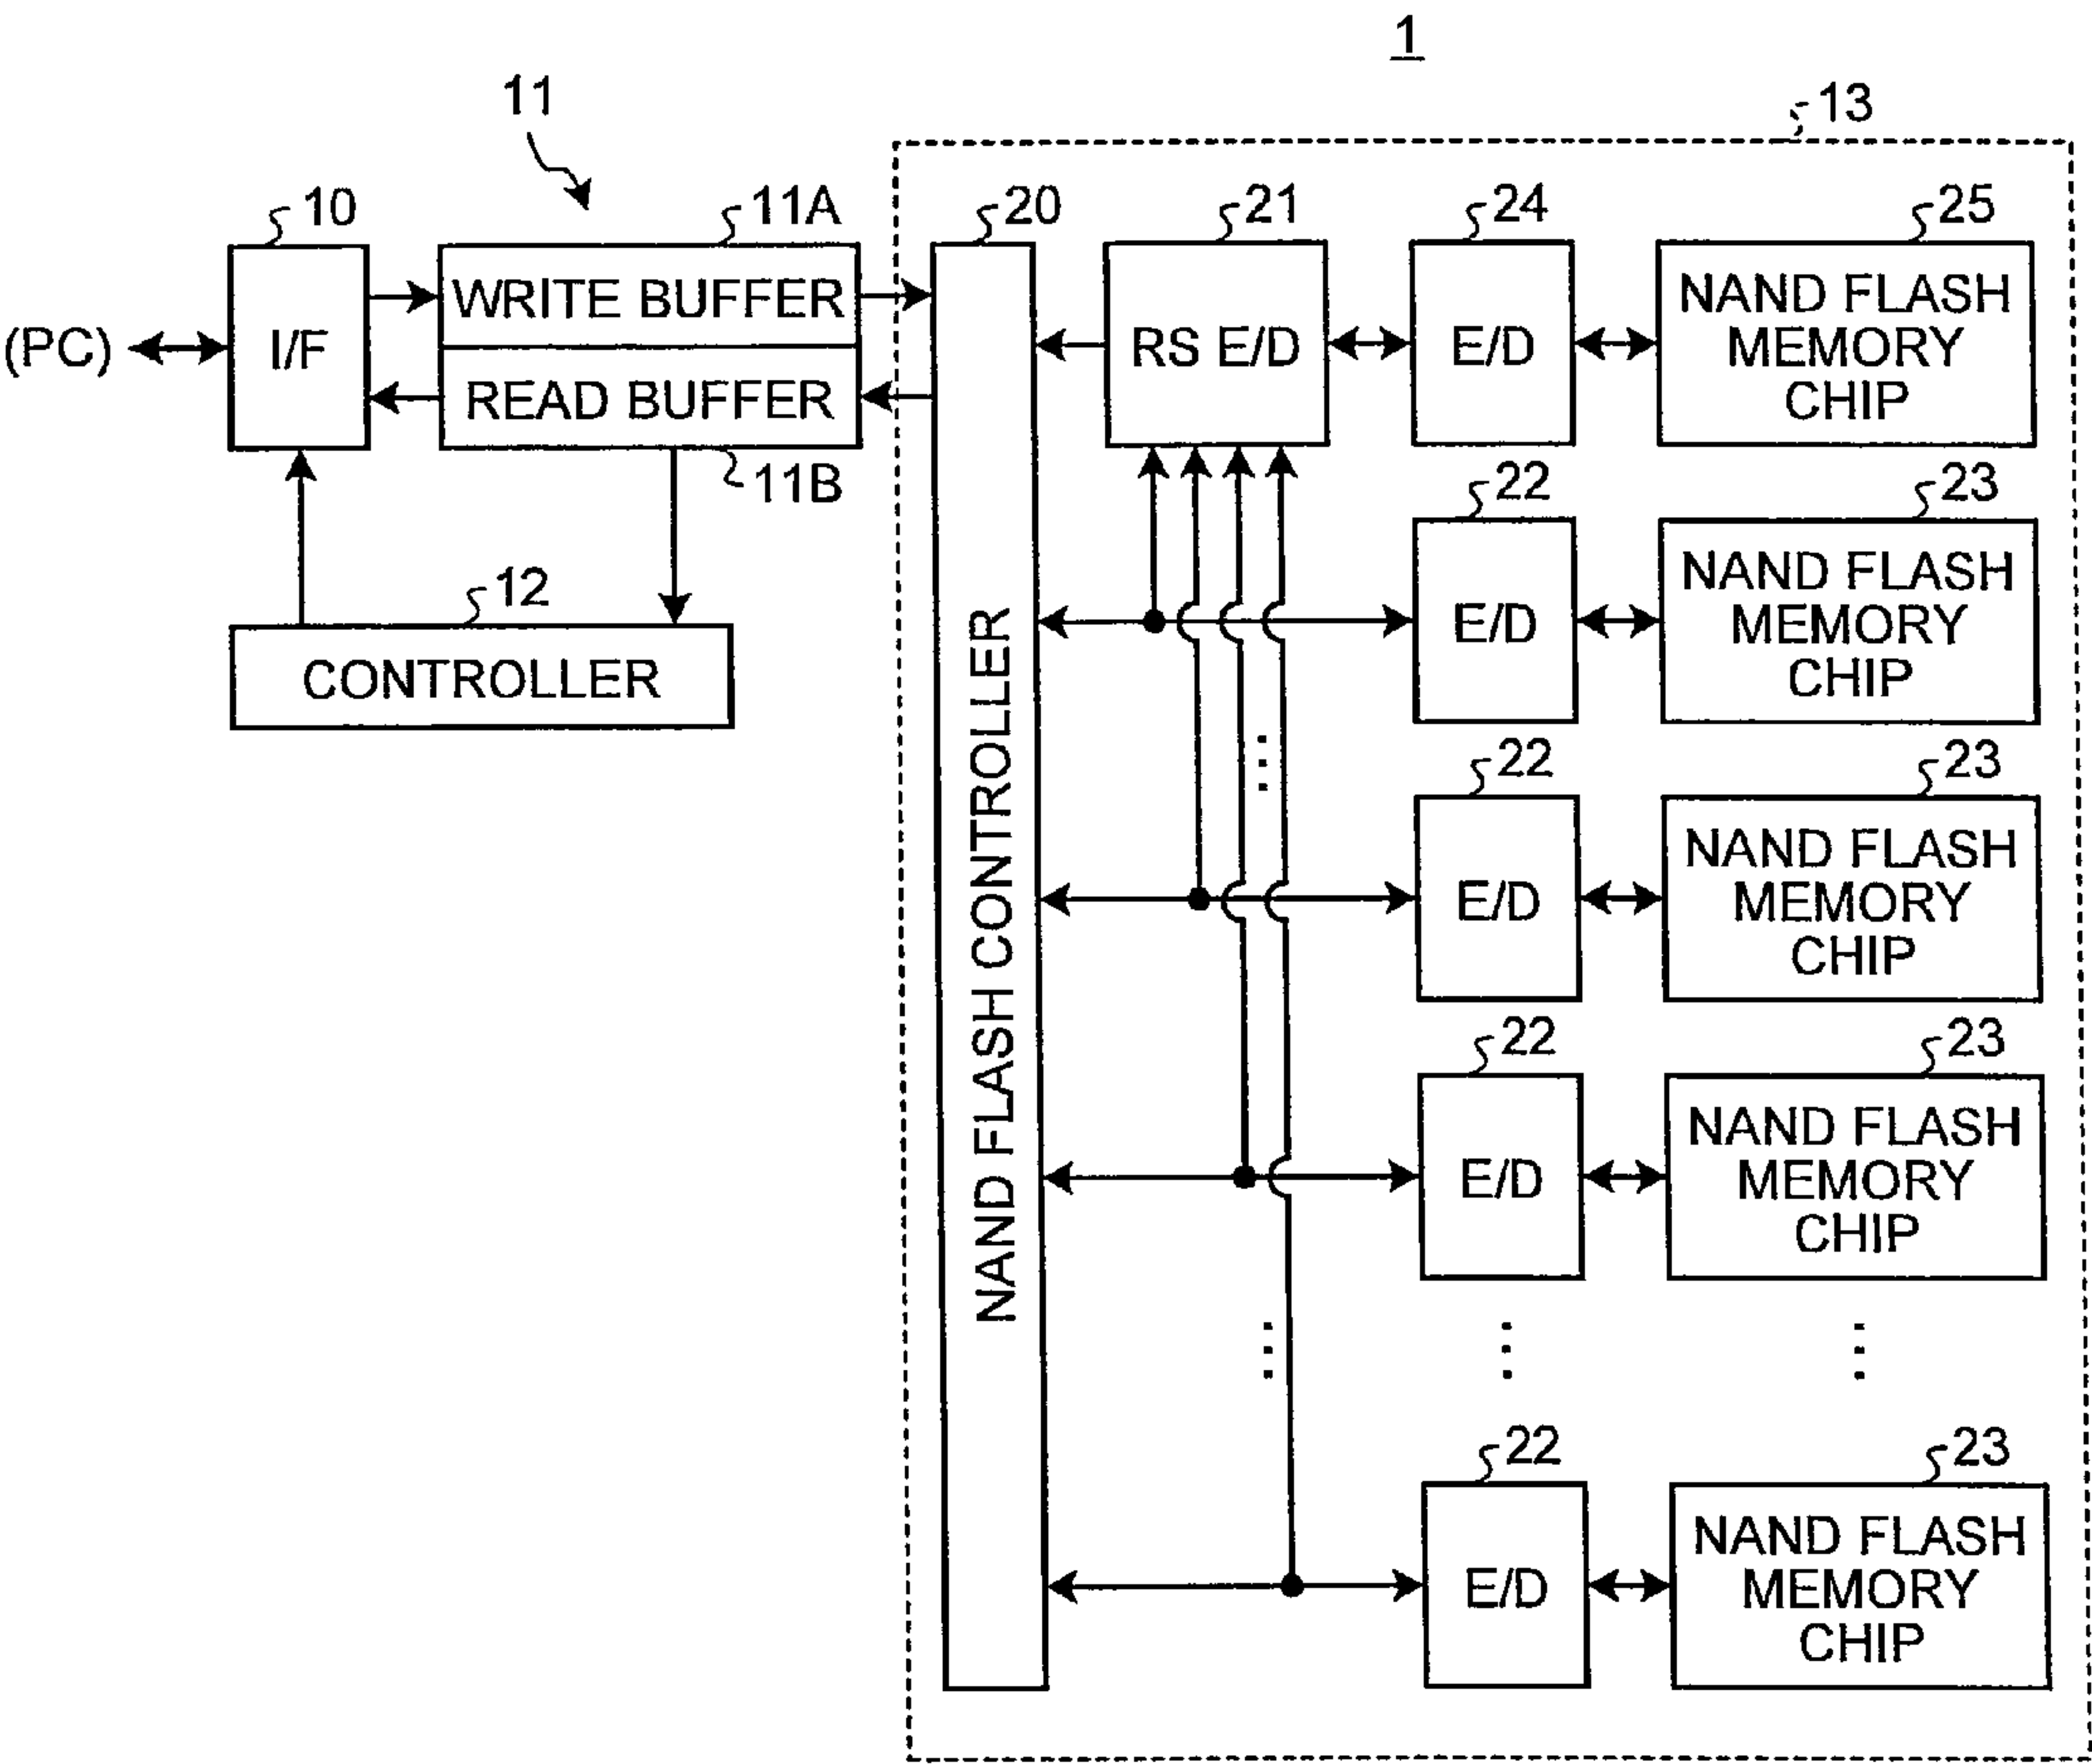 1
13
11
10
11A
20
21
24
25
(PC)
I/F
WRITE BUFFER
READ BUFFER
RS E/D
E/D
NAND FLASH
MEMORY
CHIP
11B
12
CONTROLLER
NAND FLASH CONTROLLER
22
23
E/D
NAND FLASH
MEMORY
CHIP
22
23
E/D
NAND FLASH
MEMORY
CHIP
22
23
E/D
NAND FLASH
MEMORY
CHIP
22
23
E/D
NAND FLASH
MEMORY
CHIP